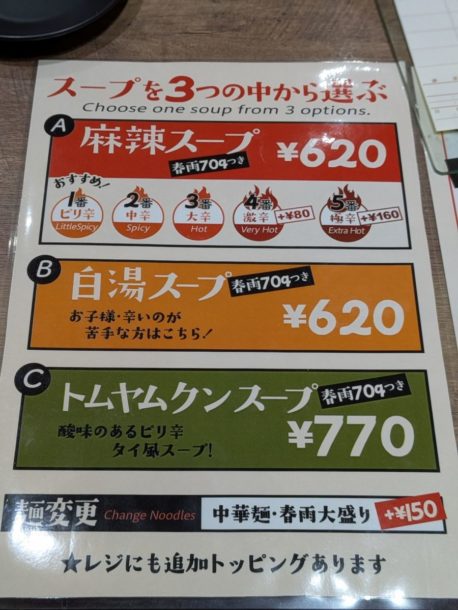 スープを3つの中から選ぶ
Choose one soup from 3 options.
A
麻辣スープ
春雨70gつき
¥620
おすすめ!
1番
ピリ辛
LittleSpicy
2番
中辛
Spicy
3番
大辛
Hot
4番
激辛
Very Hot
+¥80
5番
極辛
Extra Hot
+¥160
B
白湯スープ
春雨70gつき
お子様・辛いのが
苦手な方はこちら!
¥620
C
トムヤムクンスープ
春雨70gつき
酸味のあるピリ辛
タイ風スープ!
¥770
麺変更 Change Noodles
中華麺・春雨大盛り +¥150
★レジにも追加トッピングあります